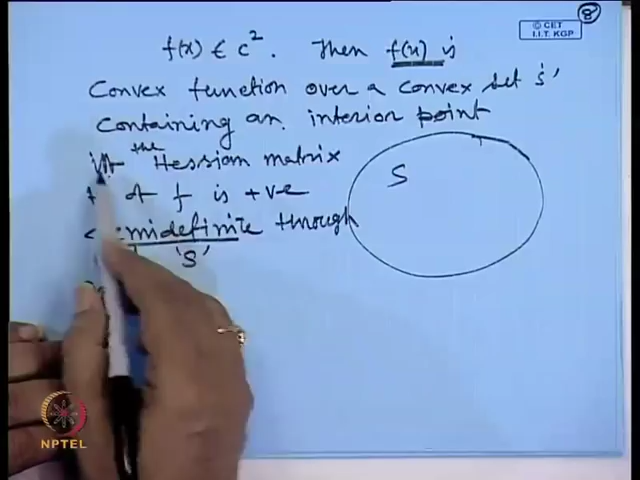 © CET
I.I.T. KGP
8
f(x) ∈ c². Then f(x) is
Convex function over a convex set 's'
containing an interior point
iff the Hessian matrix
of f is +ve
semidefinite through
's'
S
NPTEL